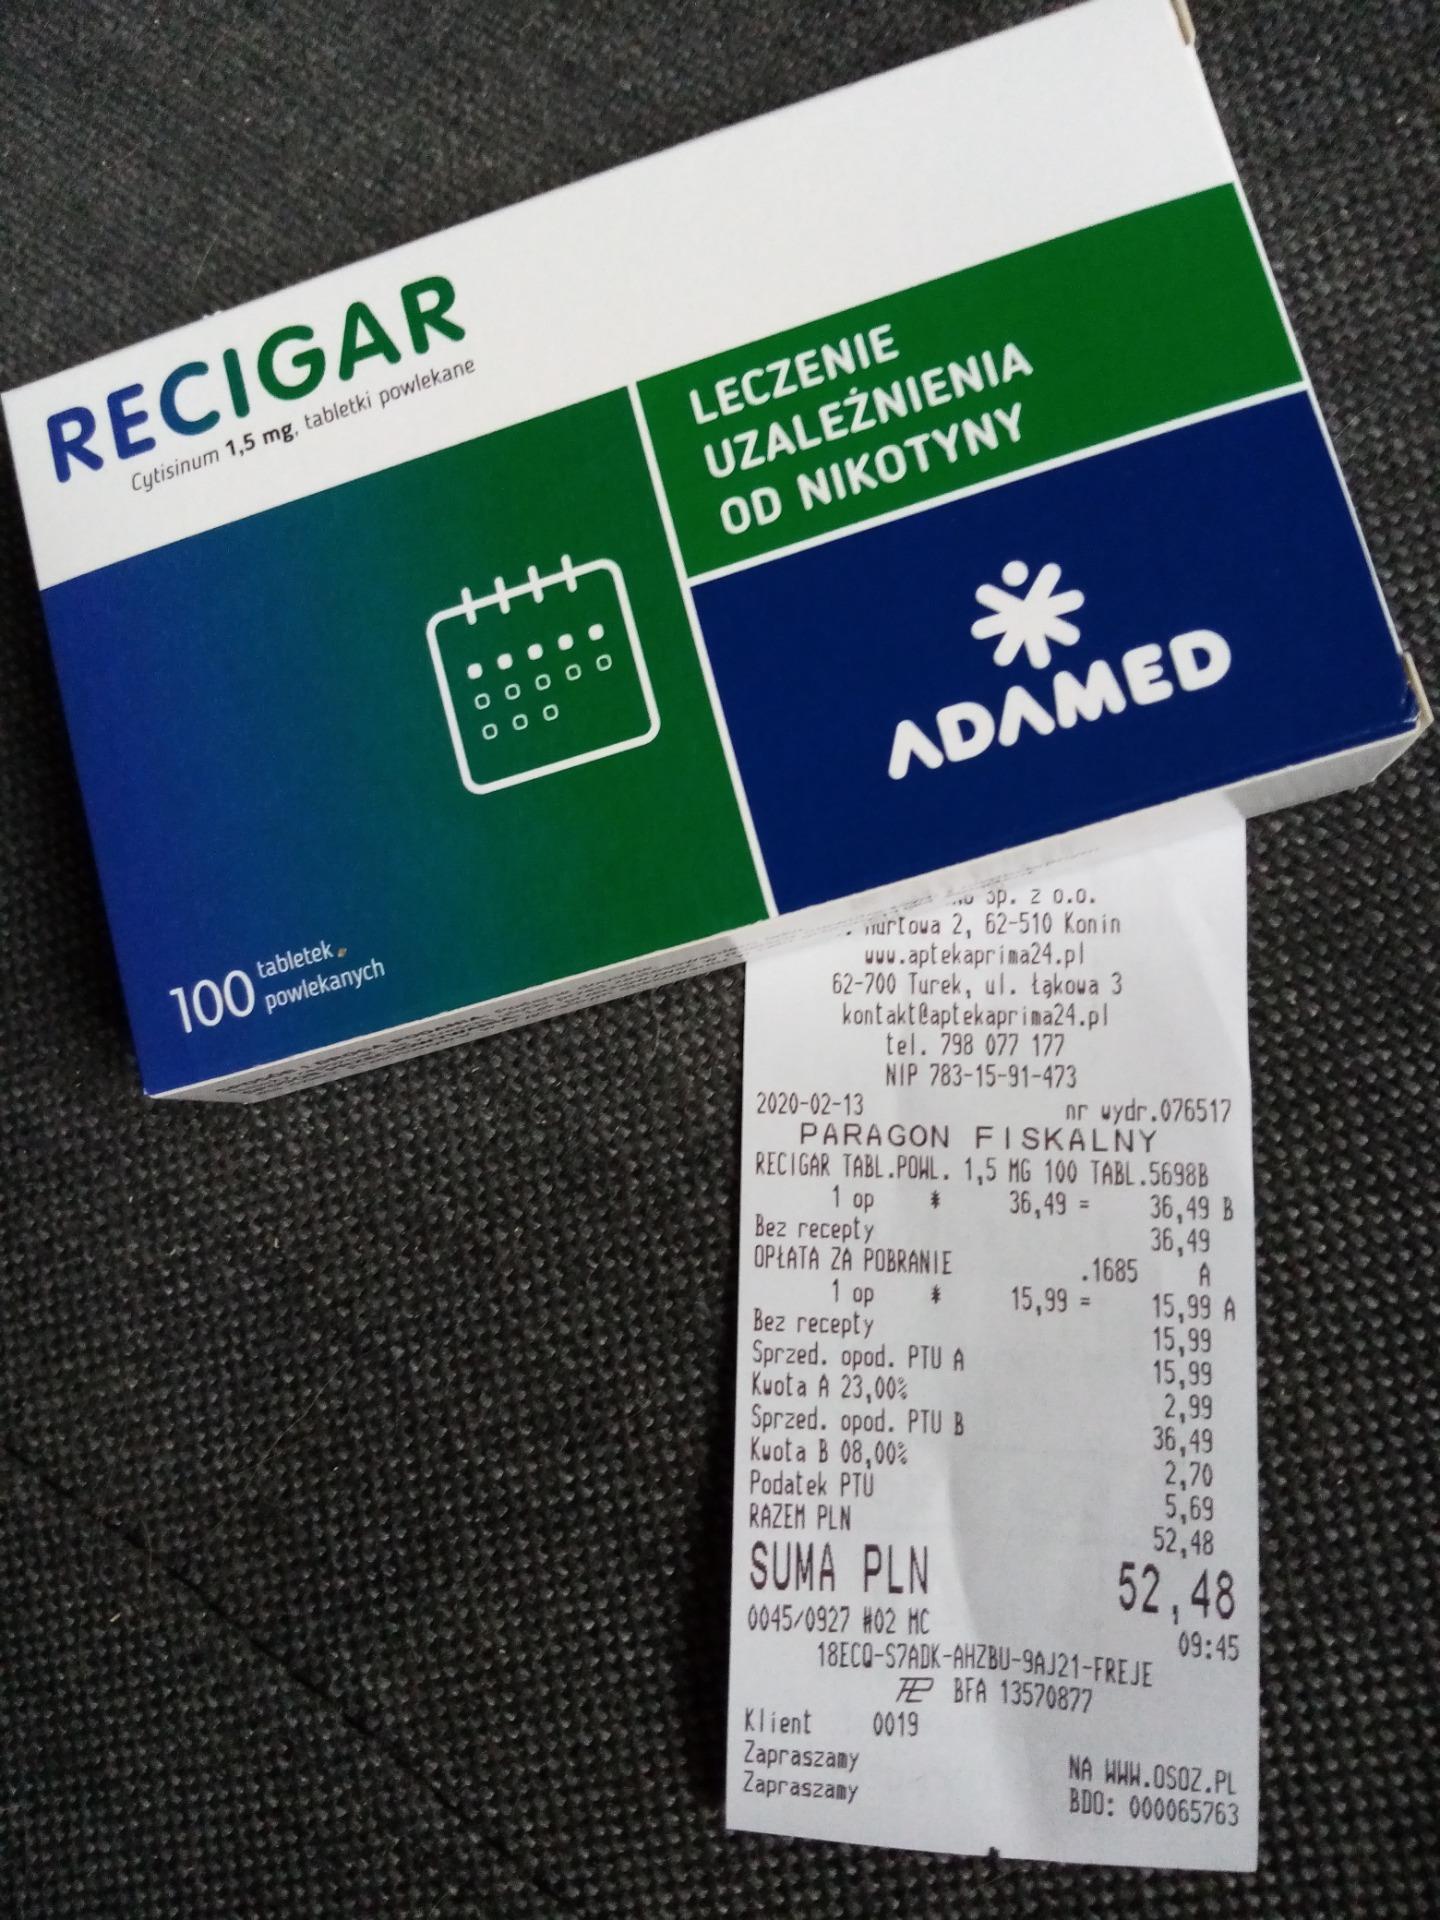 RECIGAR
Cytisinum 1,5 mg, tabletki powlekane
LECZENIE
UZALEŻNIENIA
OD NIKOTYNY
ADAMED
100 tabletek
powlekanych
Sp. z o.o.
Hurtowa 2, 62-510 Konin
www.aptekaprima24.pl
62-700 Turek, ul. Łąkowa 3
kontakt@aptekaprima24.pl
tel. 798 077 177
NIP 783-15-91-473
2020-02-13 nr wydr.076517
PARAGON FISKALNY
RECIGAR TABL.POWL. 1,5 MG 100 TABL.5698B
1 op * 36,49 = 36,49 B
Bez recepty 36,49
OPŁATA ZA POBRANIE .1685 A
1 op * 15,99 = 15,99 A
Bez recepty 15,99
Sprzed. opod. PTU A 15,99
Kwota A 23,00% 2,99
Sprzed. opod. PTU B 36,49
Kwota B 08,00% 2,70
Podatek PTU 5,69
RAZEM PLN 52,48
SUMA PLN 52,48
0045/0927 #02 MC 09:45
18ECQ-S7ADK-AHZBU-9AJ21-FREJE
BFA 13570877
Klient 0019
Zapraszamy NA WWW.OSOZ.PL
Zapraszamy BDO: 000065763